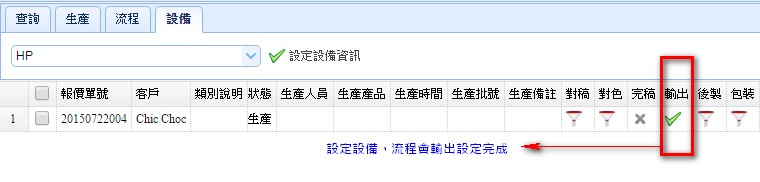 查詢 生產 流程 設備
HP 設定設備資訊
報價單號 客戶 類別說明 狀態 生產人員 生產產品 生產時間 生產批號 生產備註 對稿 對色 完稿 輸出 後製 包裝
1 20150722004 Chic Choc 生產
設定設備，流程會輸出設定完成